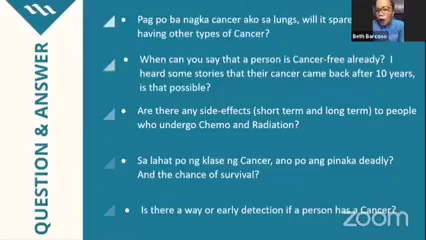 QUESTION & ANSWER
Pag po ba nagka cancer ako sa lungs, will it spare
having other types of Cancer?
When can you say that a person is Cancer-free already? I
heard some stories that their cancer came back after 10 years,
is that possible?
Are there any side-effects (short term and long term) to people
who undergo Chemo and Radiation?
Sa lahat po ng klase ng Cancer, ano po ang pinaka deadly?
And the chance of survival?
Is there a way or early detection if a person has a Cancer?
Beth Barcoso
zoom